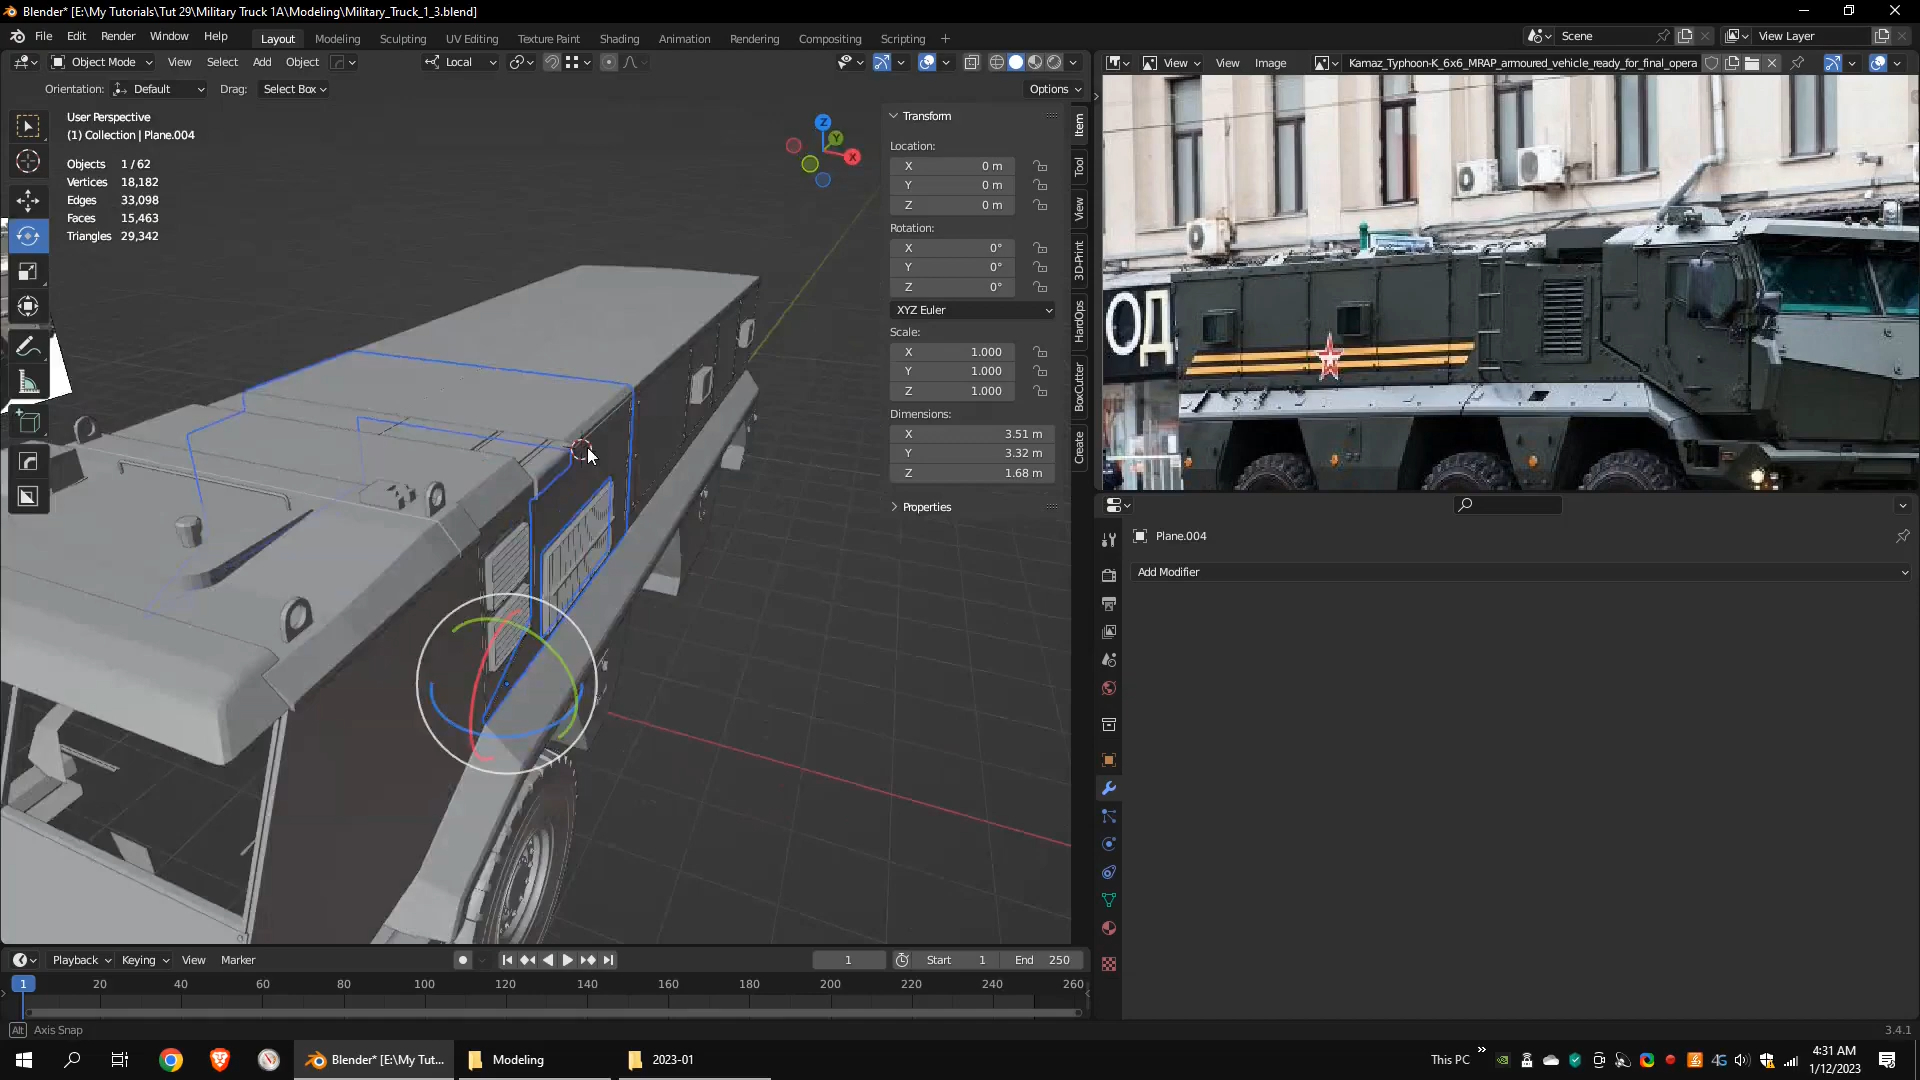 Blender* [E:\My Tutorials\Tut 29\Military Truck 1A\Modeling\Military_Truck_1_3.blend]
File Edit Render Window Help Layout Modeling Sculpting UV Editing Texture Paint Shading Animation Rendering Compositing Scripting Scene View Layer
Object Mode View Select Add Object Local View View Image Kamaz_Typhoon-K_6x6_MRAP_armoured_vehicle_ready_for_final_opera
Orientation: Default Drag: Select Box Options
User Perspective
(1) Collection | Plane.004
Objects 1 / 62
Vertices 18,182
Edges 33,098
Faces 15,463
Triangles 29,342
Z
Y
X
Transform
Location:
X 0 m
Y 0 m
Z 0 m
Rotation:
X 0°
Y 0°
Z 0°
XYZ Euler
Scale:
X 1.000
Y 1.000
Z 1.000
Dimensions:
X 3.51 m
Y 3.32 m
Z 1.68 m
Properties
Item
Tool
View
3D-Print
HardOps
BoxCutter
Create
ОД
Plane.004
Add Modifier
Playback Keying View Marker 1 Start 1 End 250
1 20 40 60 80 100 120 140 160 180 200 220 240 260
Alt Axis Snap 3.4.1
Blender* [E:\My Tut... Modeling 2023-01 This PC 4G 4:31 AM
1/12/2023